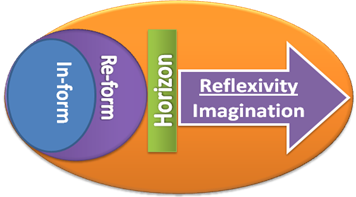 In-form
Re-form
Horizon
Reflexivity
Imagination